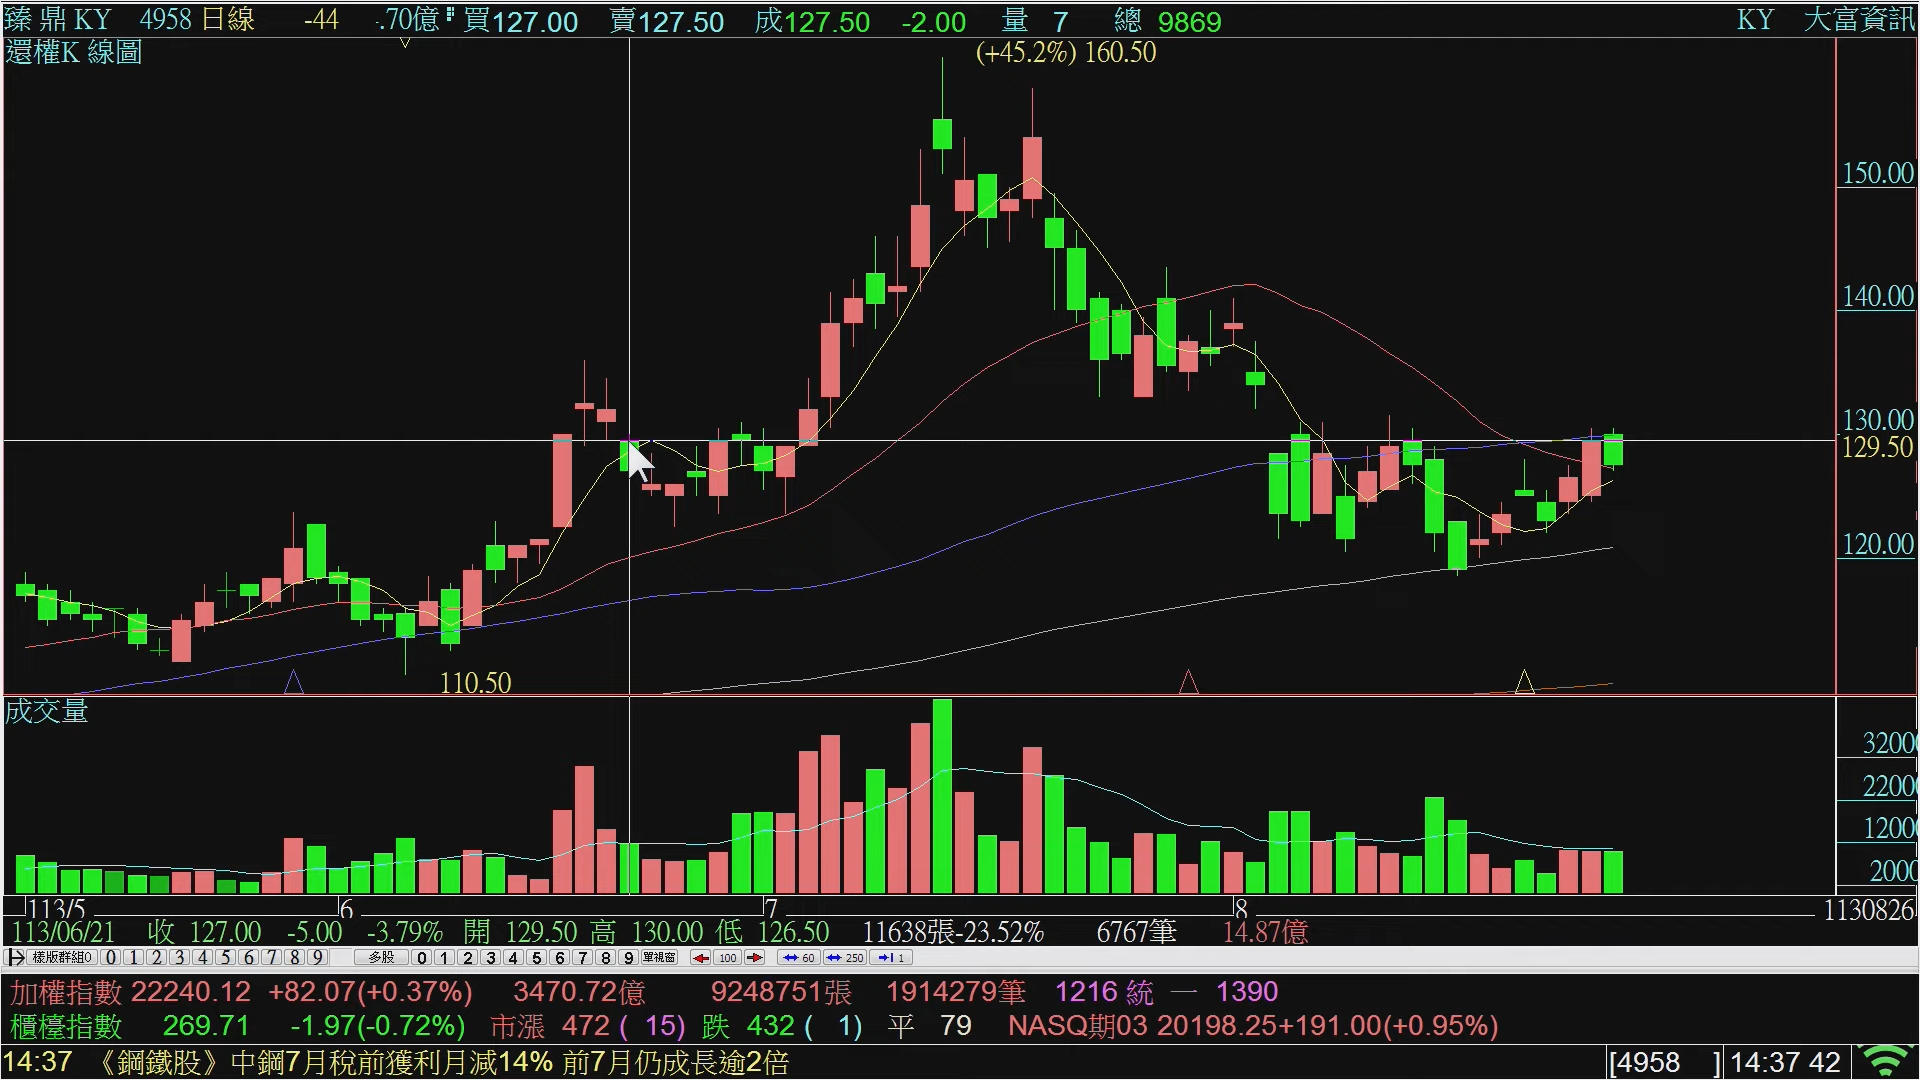 臻鼎KY 4958 日線 -44 .70億 買127.00 賣127.50 成127.50 -2.00 量 7 總 9869 KY 大富資訊
還權K 線圖
(+45.2%) 160.50
150.00
140.00
130.00
129.50
120.00
110.50
成交量
32000
22000
12000
2000
113/5 6 7 8 1130826
113/06/21 收 127.00 -5.00 -3.79% 開 129.50 高 130.00 低 126.50 11638張-23.52% 6767筆 14.87億
樣版群組0 0 1 2 3 4 5 6 7 8 9 多股 0 1 2 3 4 5 6 7 8 9 單視窗 100 60 250 1
加權指數 22240.12 +82.07(+0.37%) 3470.72億 9248751張 1914279筆 1216 統 一 1390
櫃檯指數 269.71 -1.97(-0.72%) 市漲 472 ( 15) 跌 432 ( 1) 平 79 NASQ期03 20198.25+191.00(+0.95%)
14:37 《鋼鐵股》中鋼7月稅前獲利月減14% 前7月仍成長逾2倍 [4958 ] 14:37 42